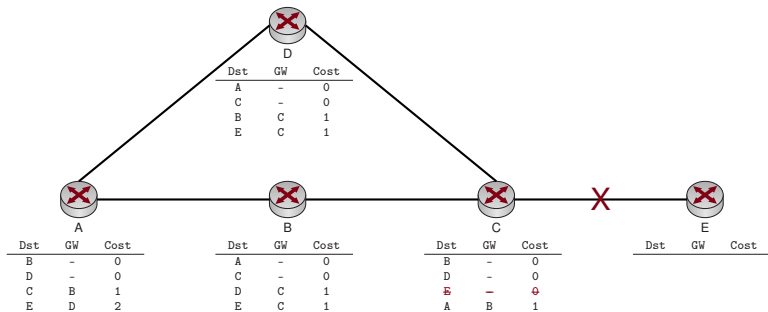 D
Dst GW Cost
A - 0
C - 0
B C 1
E C 1
X
A
Dst GW Cost
B - 0
D - 0
C B 1
E D 2
B
Dst GW Cost
A - 0
C - 0
D C 1
E C 1
C
Dst GW Cost
B - 0
D - 0
E - 0
A B 1
E
Dst GW Cost